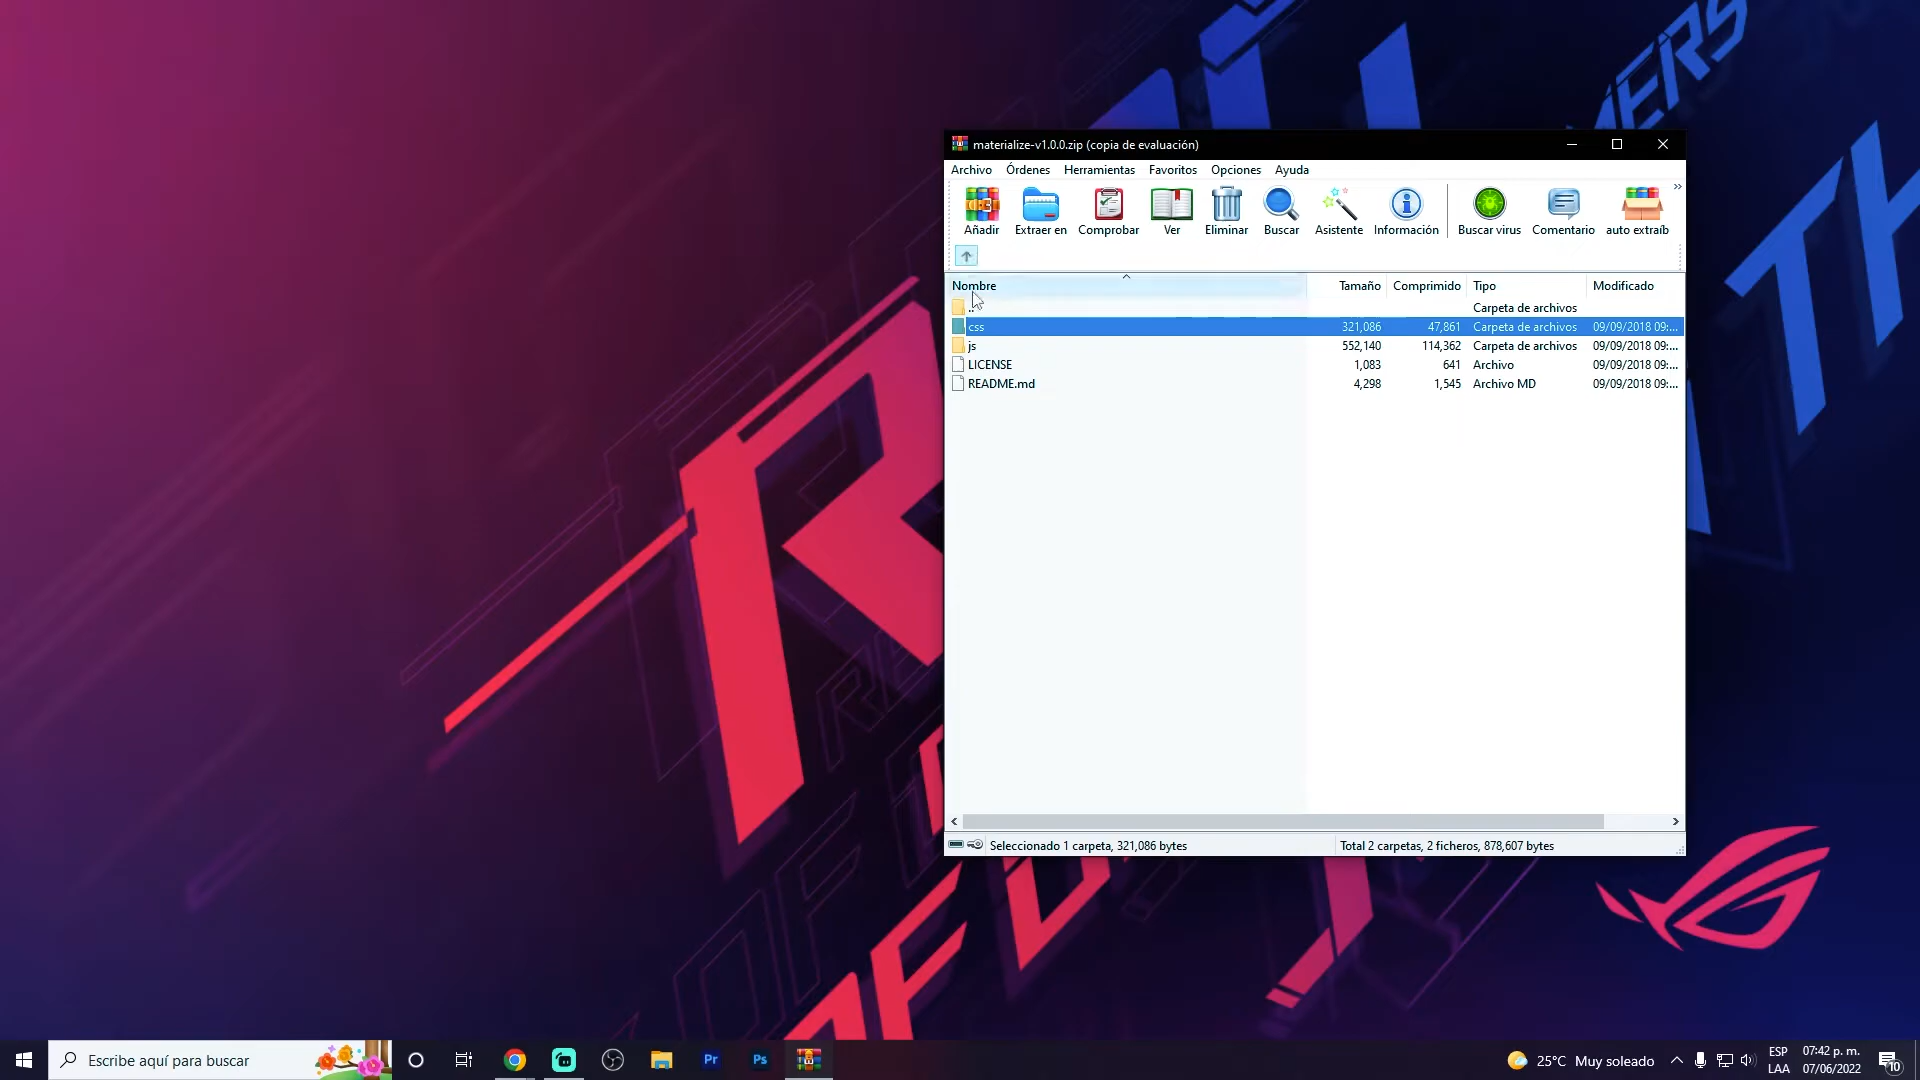 materialize-v1.0.0.zip (copia de evaluación)
Archivo Órdenes Herramientas Favoritos Opciones Ayuda
Añadir Extraer en Comprobar Ver Eliminar Buscar Asistente Información Buscar virus Comentario auto extraíb
Nombre Tamaño Comprimido Tipo Modificado
.. Carpeta de archivos
css 321,086 47,861 Carpeta de archivos 09/09/2018 09:...
js 552,140 114,362 Carpeta de archivos 09/09/2018 09:...
LICENSE 1,083 641 Archivo 09/09/2018 09:...
README.md 4,298 1,545 Archivo MD 09/09/2018 09:...
Seleccionado 1 carpeta, 321,086 bytes Total 2 carpetas, 2 ficheros, 878,607 bytes
Escribe aquí para buscar
Pr Ps
25°C Muy soleado
ESP 07:42 p. m.
LAA 07/06/2022
10